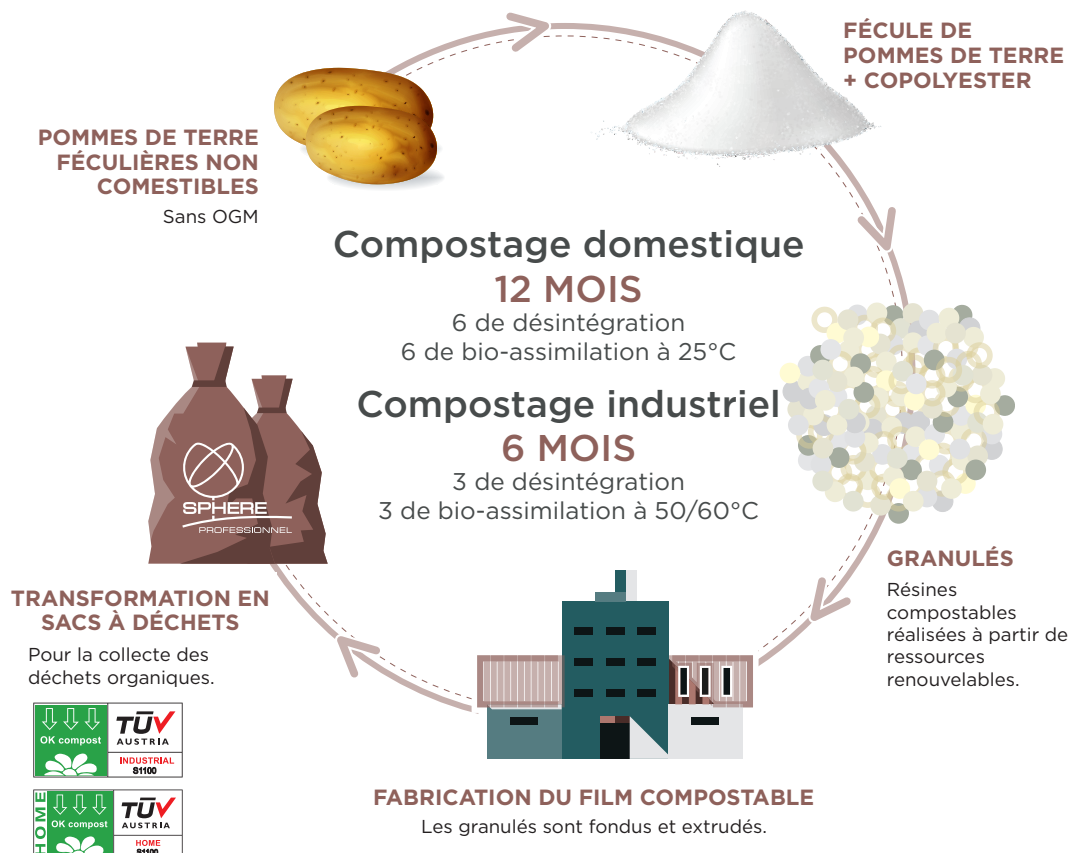 FÉCULE DE
POMMES DE TERRE
+ COPOLYESTER
POMMES DE TERRE
FÉCULIÈRES NON
COMESTIBLES
Sans OGM
Compostage domestique
12 MOIS
6 de désintégration
6 de bio-assimilation à 25°C
Compostage industriel
6 MOIS
3 de désintégration
3 de bio-assimilation à 50/60°C
SPHERE
PROFESSIONNEL
GRANULÉS
Résines
compostables
réalisées à partir de
ressources
renouvelables.
TRANSFORMATION EN
SACS À DÉCHETS
Pour la collecte des
déchets organiques.
OK compost
TÜV
AUSTRIA
INDUSTRIAL
S1100
HOME
OK compost
TÜV
AUSTRIA
HOME
S1100
FABRICATION DU FILM COMPOSTABLE
Les granulés sont fondus et extrudés.